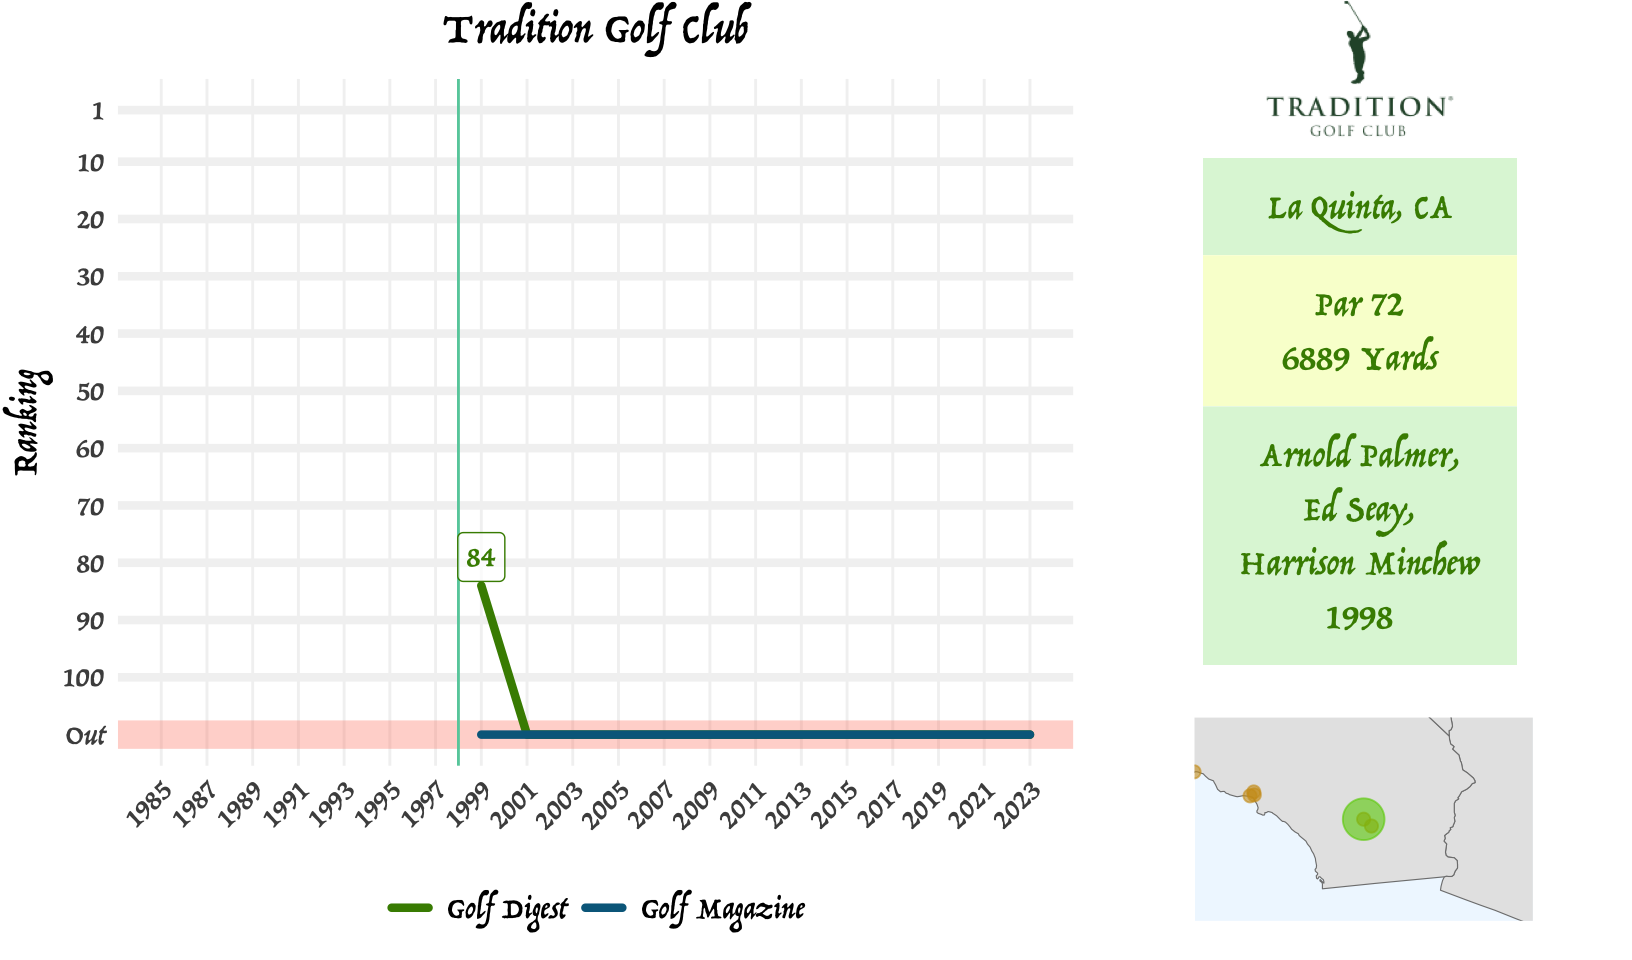 Tradition Golf Club
Ranking
1
10
20
30
40
50
60
70
80
90
100
Out
84
1985
1987
1989
1991
1993
1995
1997
1999
2001
2003
2005
2007
2009
2011
2013
2015
2017
2019
2021
2023
Golf Digest
Golf Magazine
TRADITION®
GOLF CLUB
La Quinta, CA
Par 72
6889 Yards
Arnold Palmer,
Ed Seay,
Harrison Minchew
1998